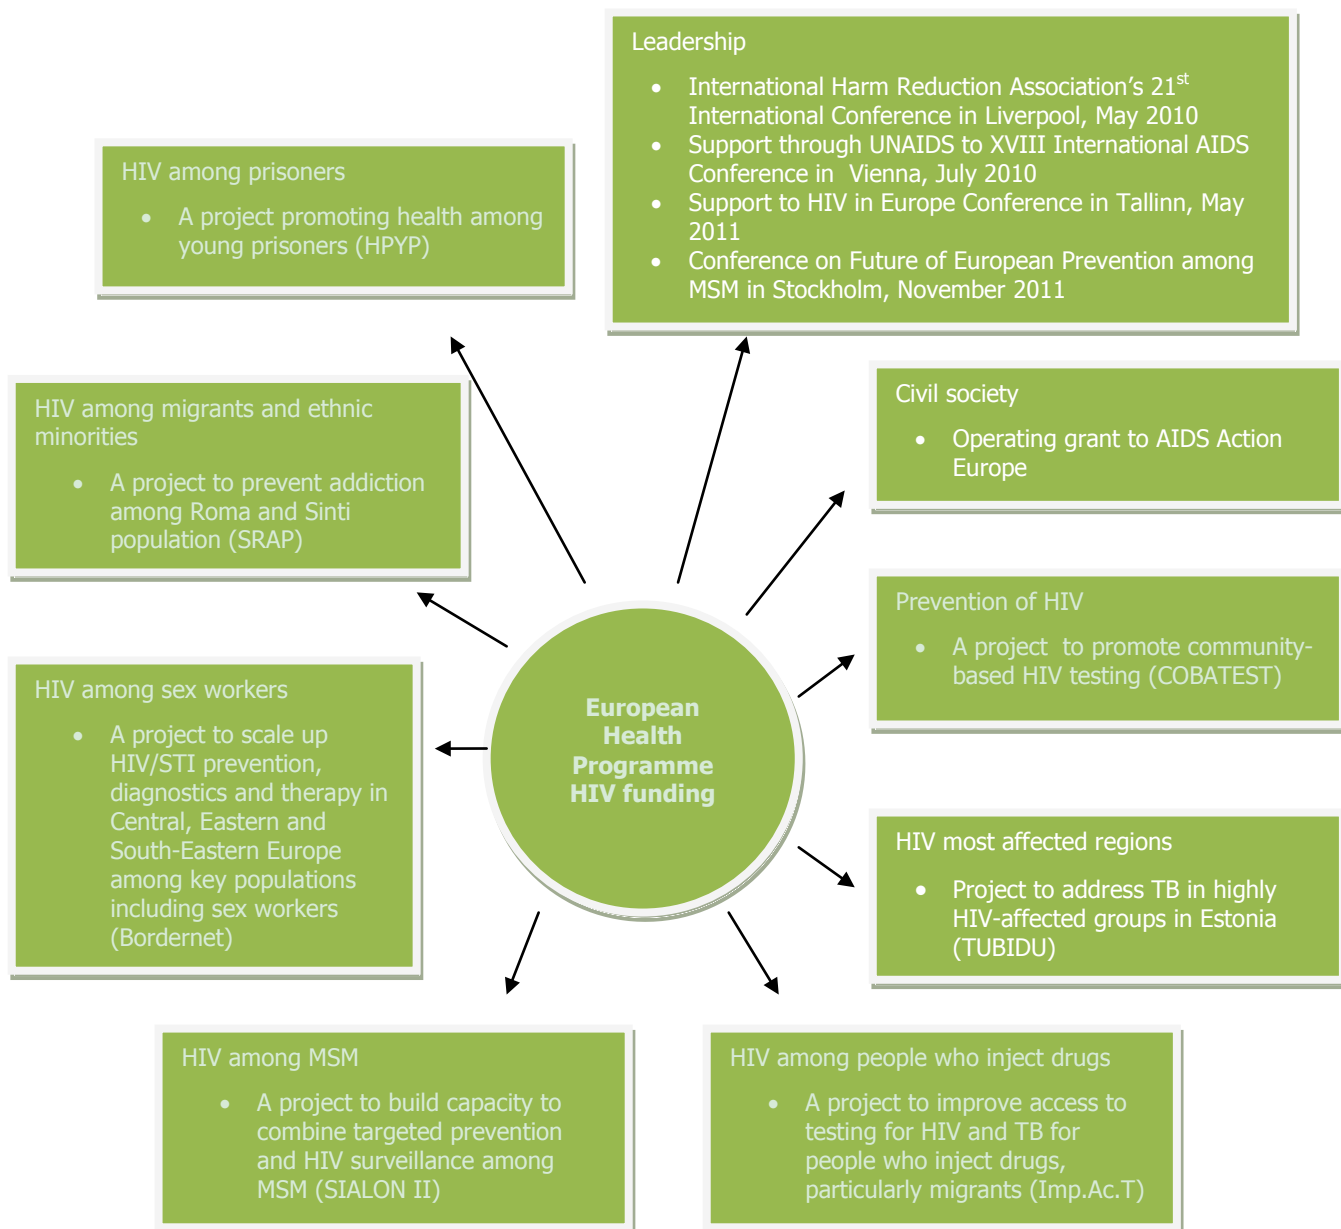 Leadership
• International Harm Reduction Association’s 21st
International Conference in Liverpool, May 2010
• Support through UNAIDS to XVIII International AIDS
Conference in Vienna, July 2010
• Support to HIV in Europe Conference in Tallinn, May
2011
• Conference on Future of European Prevention among
MSM in Stockholm, November 2011
HIV among prisoners
• A project promoting health among
young prisoners (HPYP)
HIV among migrants and ethnic
minorities
• A project to prevent addiction
among Roma and Sinti
population (SRAP)
Civil society
• Operating grant to AIDS Action
Europe
Prevention of HIV
• A project to promote community-
based HIV testing (COBATEST)
HIV among sex workers
• A project to scale up
HIV/STI prevention,
diagnostics and therapy in
Central, Eastern and
South-Eastern Europe
among key populations
including sex workers
(Bordernet)
European
Health
Programme
HIV funding
HIV most affected regions
• Project to address TB in highly
HIV-affected groups in Estonia
(TUBIDU)
HIV among MSM
• A project to build capacity to
combine targeted prevention
and HIV surveillance among
MSM (SIALON II)
HIV among people who inject drugs
• A project to improve access to
testing for HIV and TB for
people who inject drugs,
particularly migrants (Imp.Ac.T)